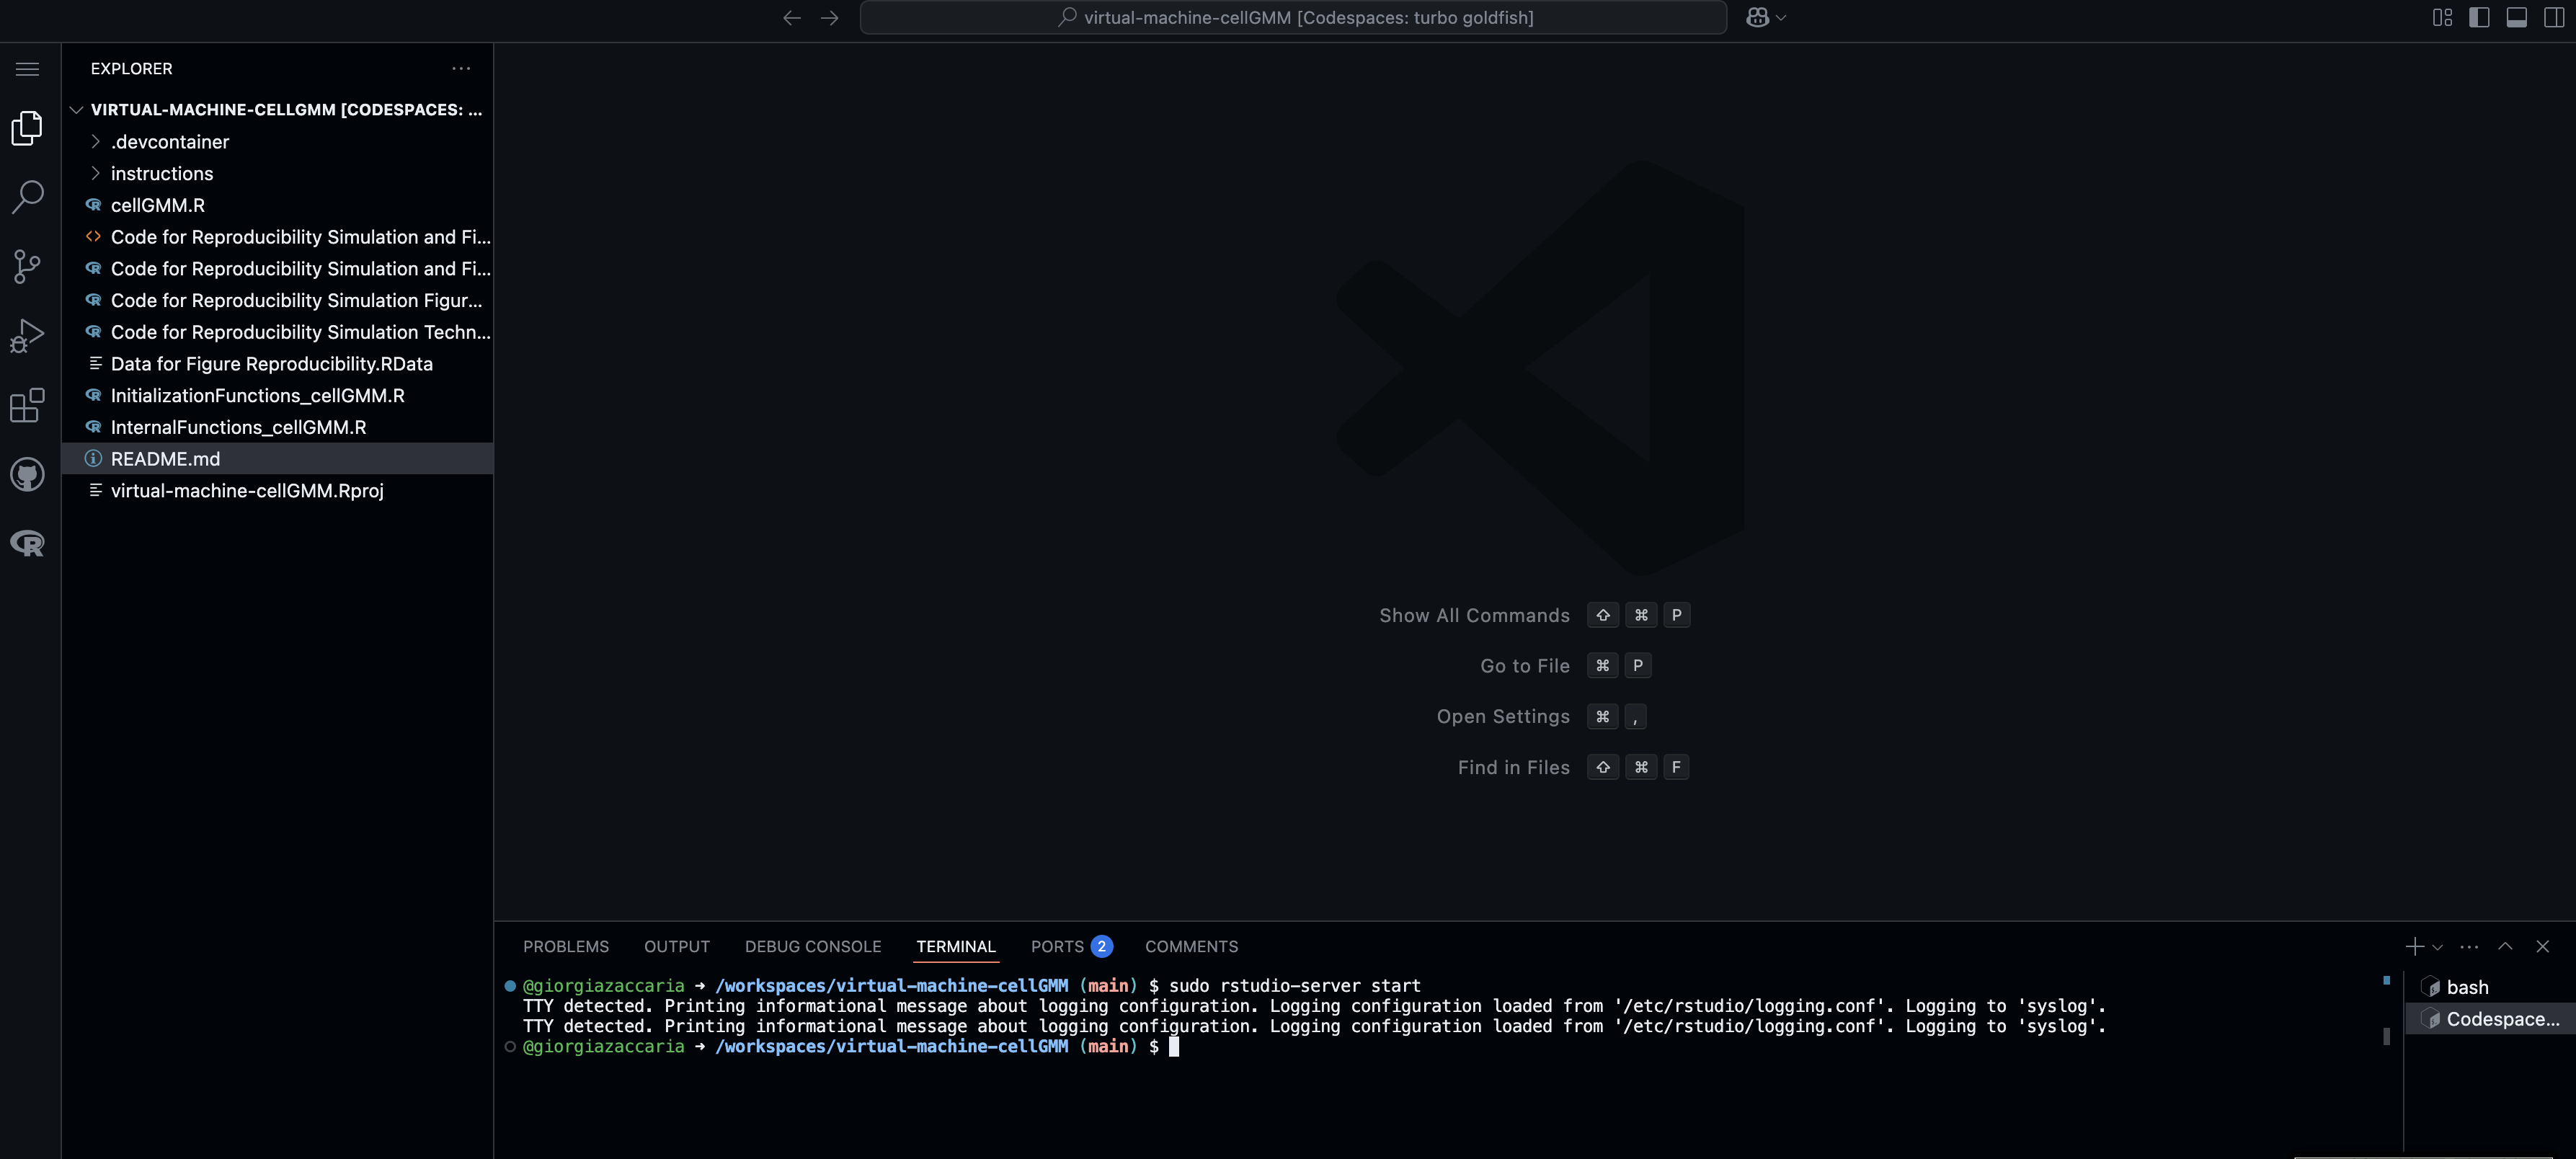 virtual-machine-cellGMM [Codespaces: turbo goldfish]
EXPLORER
VIRTUAL-MACHINE-CELLGMM [CODESPACES: ...
.devcontainer
instructions
cellGMM.R
Code for Reproducibility Simulation and Fi...
Code for Reproducibility Simulation and Fi...
Code for Reproducibility Simulation Figur...
Code for Reproducibility Simulation Techn...
Data for Figure Reproducibility.RData
InitializationFunctions_cellGMM.R
InternalFunctions_cellGMM.R
README.md
virtual-machine-cellGMM.Rproj
Show All Commands ⇧ ⌘ P
Go to File ⌘ P
Open Settings ⌘ ,
Find in Files ⇧ ⌘ F
PROBLEMS OUTPUT DEBUG CONSOLE TERMINAL PORTS 2 COMMENTS
@giorgiazaccaria → /workspaces/virtual-machine-cellGMM (main) $ sudo rstudio-server start
TTY detected. Printing informational message about logging configuration. Logging configuration loaded from '/etc/rstudio/logging.conf'. Logging to 'syslog'.
TTY detected. Printing informational message about logging configuration. Logging configuration loaded from '/etc/rstudio/logging.conf'. Logging to 'syslog'.
@giorgiazaccaria → /workspaces/virtual-machine-cellGMM (main) $
bash
Codespace...